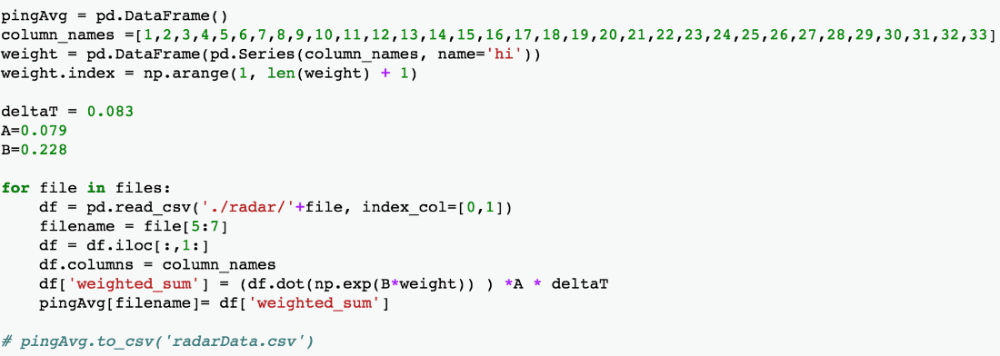 pingAvg = pd.DataFrame()
column_names =[1,2,3,4,5,6,7,8,9,10,11,12,13,14,15,16,17,18,19,20,21,22,23,24,25,26,27,28,29,30,31,32,33]
weight = pd.DataFrame(pd.Series(column_names, name='hi'))
weight.index = np.arange(1, len(weight) + 1)

deltaT = 0.083
A=0.079
B=0.228

for file in files:
    df = pd.read_csv('./radar/'+file, index_col=[0,1])
    filename = file[5:7]
    df = df.iloc[:,1:]
    df.columns = column_names
    df['weighted_sum'] = (df.dot(np.exp(B*weight)) ) *A * deltaT
    pingAvg[filename]= df['weighted_sum']

# pingAvg.to_csv('radarData.csv')